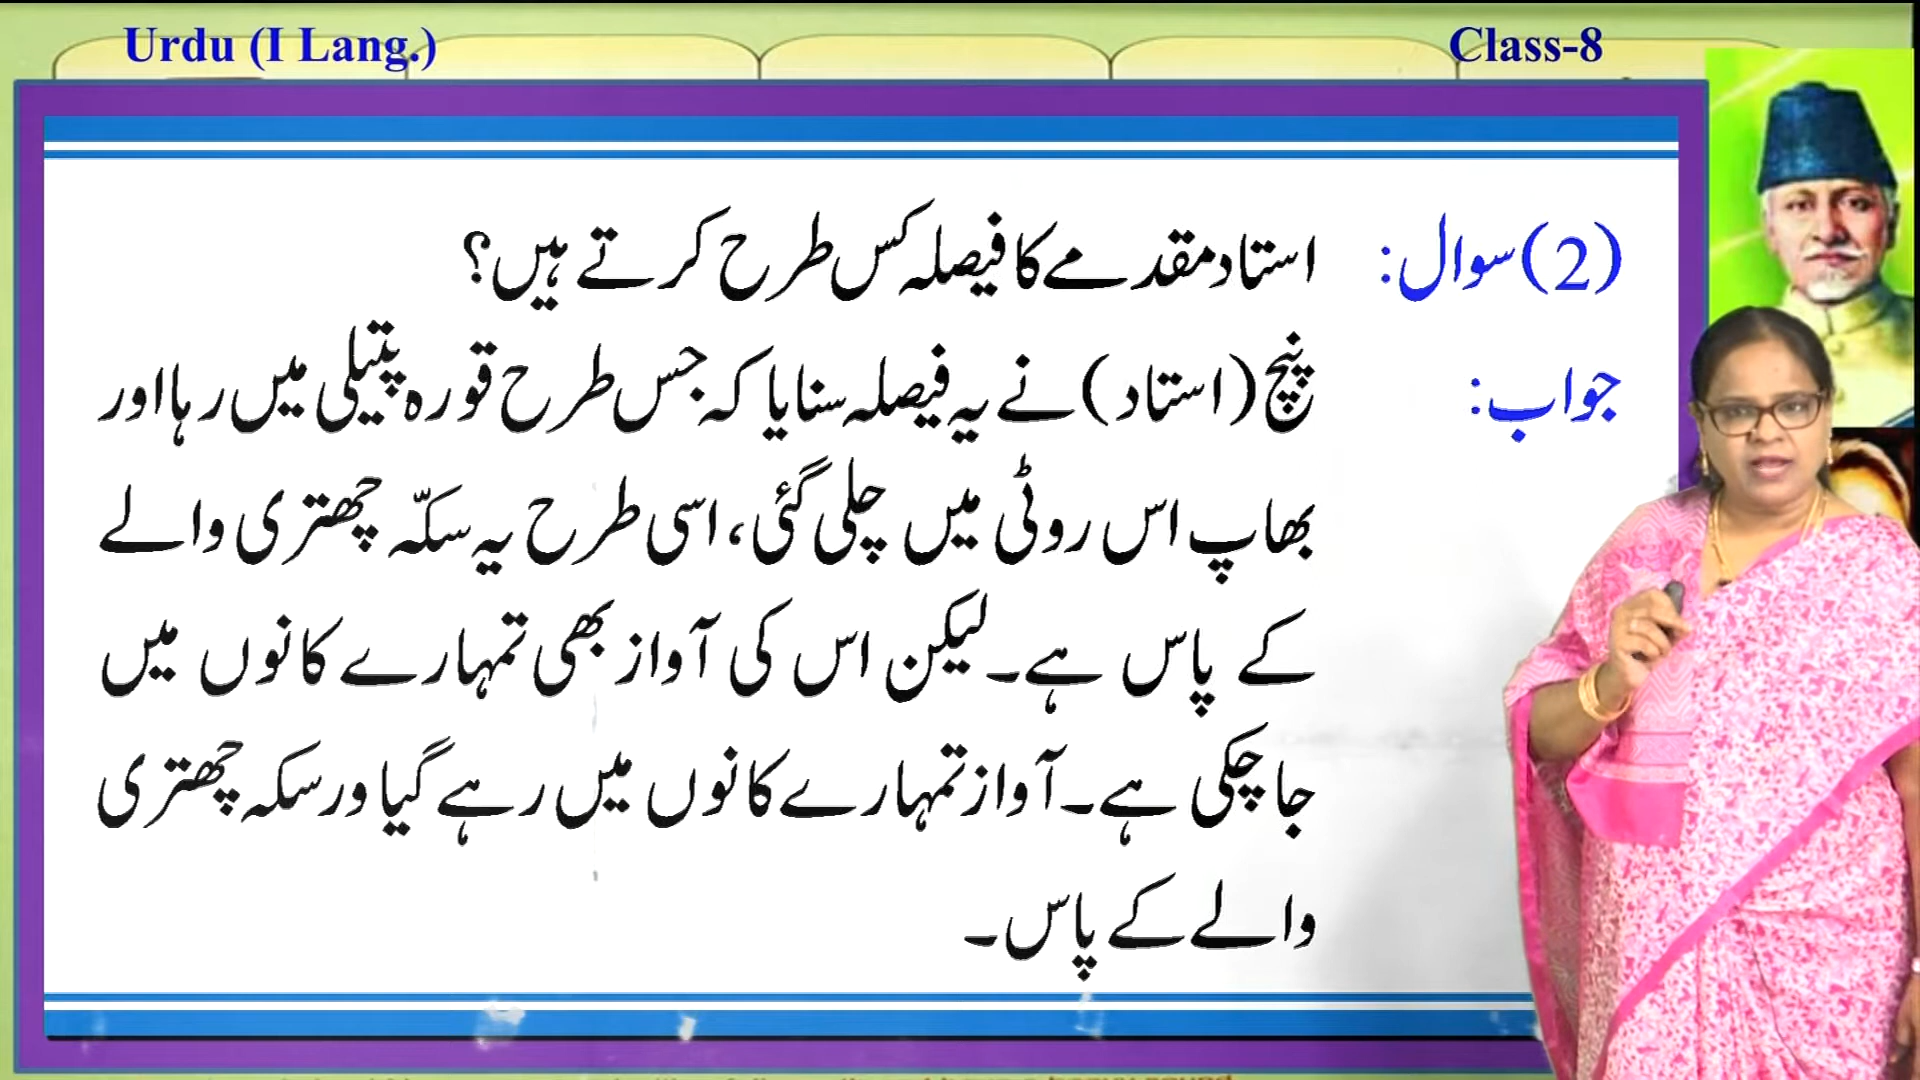 Urdu (I Lang.)
Class-8
(2) سوال: استاد مقدمے کا فیصلہ کس طرح کرتے ہیں؟
جواب: پنچ (استاد) نے یہ فیصلہ سنایا کہ جس طرح قورہ پتیلی میں رہا اور
بھاپ اس روٹی میں چلی گئی، اسی طرح یہ سکہّ چھتری والے
کے پاس ہے۔ لیکن اس کی آواز بھی تمہارے کانوں میں
جا چکی ہے۔ آواز تمہارے کانوں میں رہے گیا ور سکہ چھتری
والے کے پاس۔